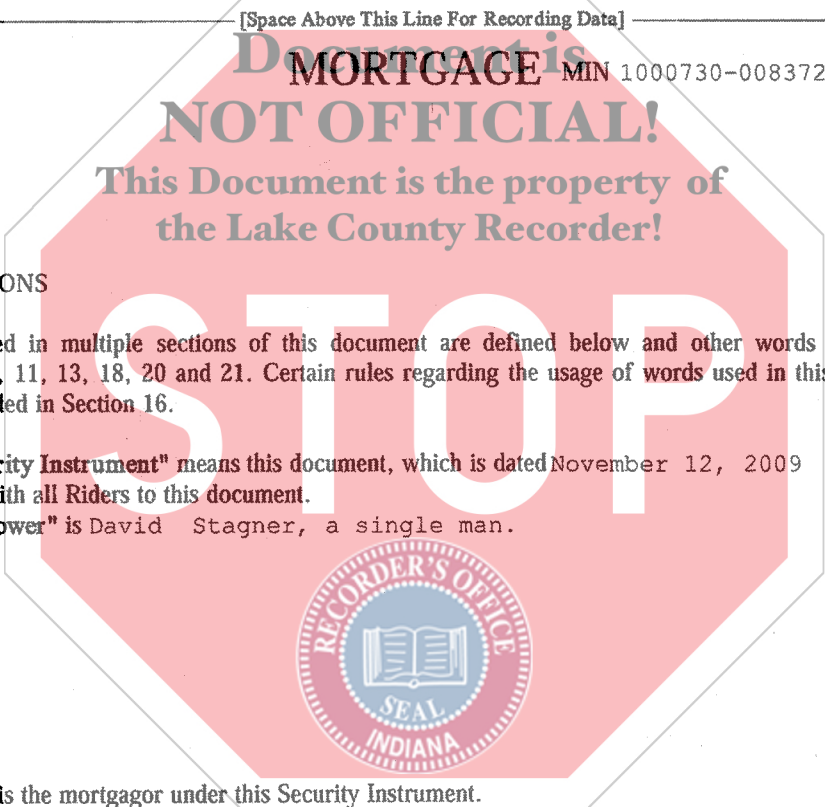 [Space Above This Line For Recording Data]
Document is
MORTGAGE MIN 1000730-008372
NOT OFFICIAL!
This Document is the property of
the Lake County Recorder!
ONS
ed in multiple sections of this document are defined below and other words
, 11, 13, 18, 20 and 21. Certain rules regarding the usage of words used in this
ded in Section 16.
STOP
rity Instrument" means this document, which is dated November 12, 2009
ith all Riders to this document.
ower" is David Stagner, a single man.
RECORDER'S OFFICE
SEAL
INDIANA
is the mortgagor under this Security Instrument.